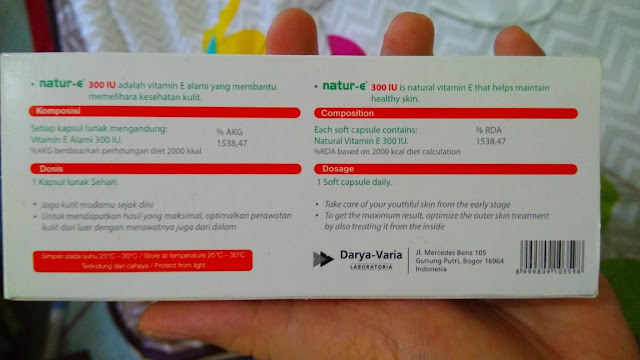 • natur-e® 300 IU adalah vitamin E alami yang membantu
memelihara kesehatan kulit.
Komposisi
Setiap kapsul lunak mengandung: % AKG
Vitamin E Alami 300 IU. 1538,47
%AKG berdasarkan perhitungan diet 2000 kkal
Dosis
1 Kapsul Lunak Sehari.
• Jaga kulit mudamu sejak dini
• Untuk mendapatkan hasil yang maksimal, optimalkan perawatan
kulit dari luar dengan merawatnya juga dari dalam
Simpan pada suhu 25°C – 30°C / Store at temperature 25°C – 30°C
Terlindung dari cahaya / Protect from light
• natur-e® 300 IU is natural vitamin E that helps maintain
healthy skin.
Composition
Each soft capsule contains: % RDA
Natural Vitamin E 300 IU. 1538,47
%RDA based on 2000 kcal diet calculation
Dosage
1 Soft capsule daily.
• Take care of your youthful skin from the early stage
• To get the maximum result, optimize the outer skin treatment
by also treating it from the inside
Darya-Varia
LABORATORIA
Jl. Mercedes Benz 105
Gunung Putri, Bogor 16964
Indonesia
8 999809 103598